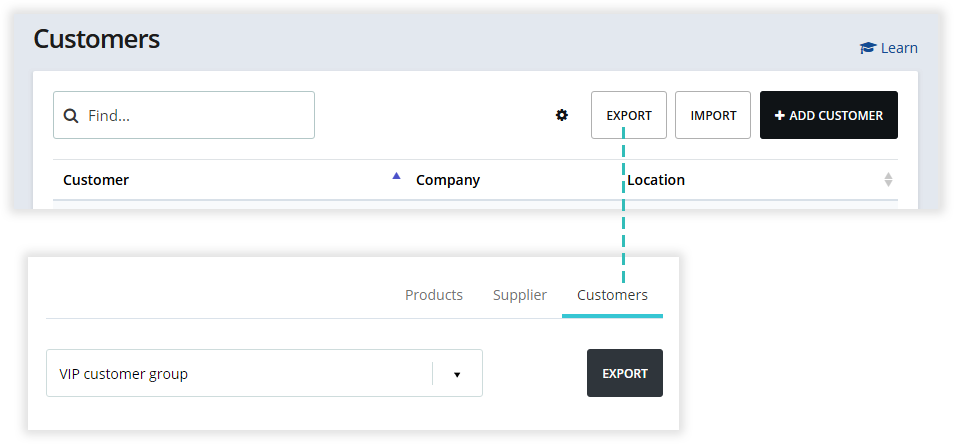 Customers
Learn
Find...
EXPORT
IMPORT
+ ADD CUSTOMER
Customer
Company
Location
Products
Supplier
Customers
VIP customer group
EXPORT